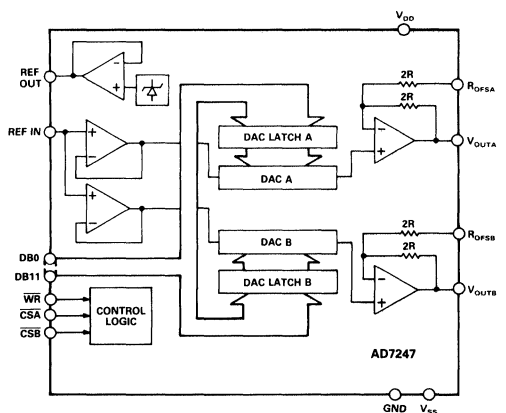 V_DD
REF OUT
2R
R_OFSA
2R
REF IN
DAC LATCH A
V_OUTA
DAC A
2R
R_OFSB
DAC B
2R
DB0
DB11
DAC LATCH B
V_OUTB
WR
CSA
CSB
CONTROL LOGIC
AD7247
GND
V_SS